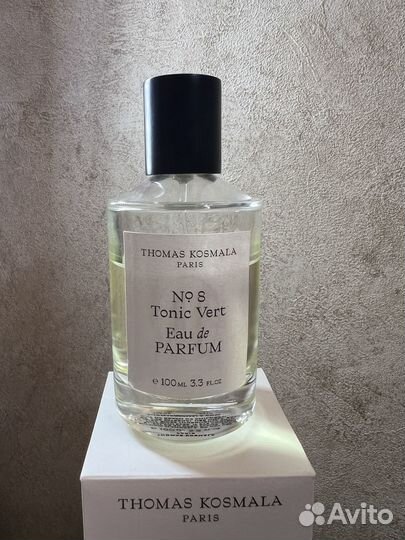 THOMAS KOSMALA
PARIS
Nº 8
Tonic Vert
Eau de
PARFUM
e 100 ML 3.3 FL.OZ
THOMAS KOSMALA
PARIS
Avito